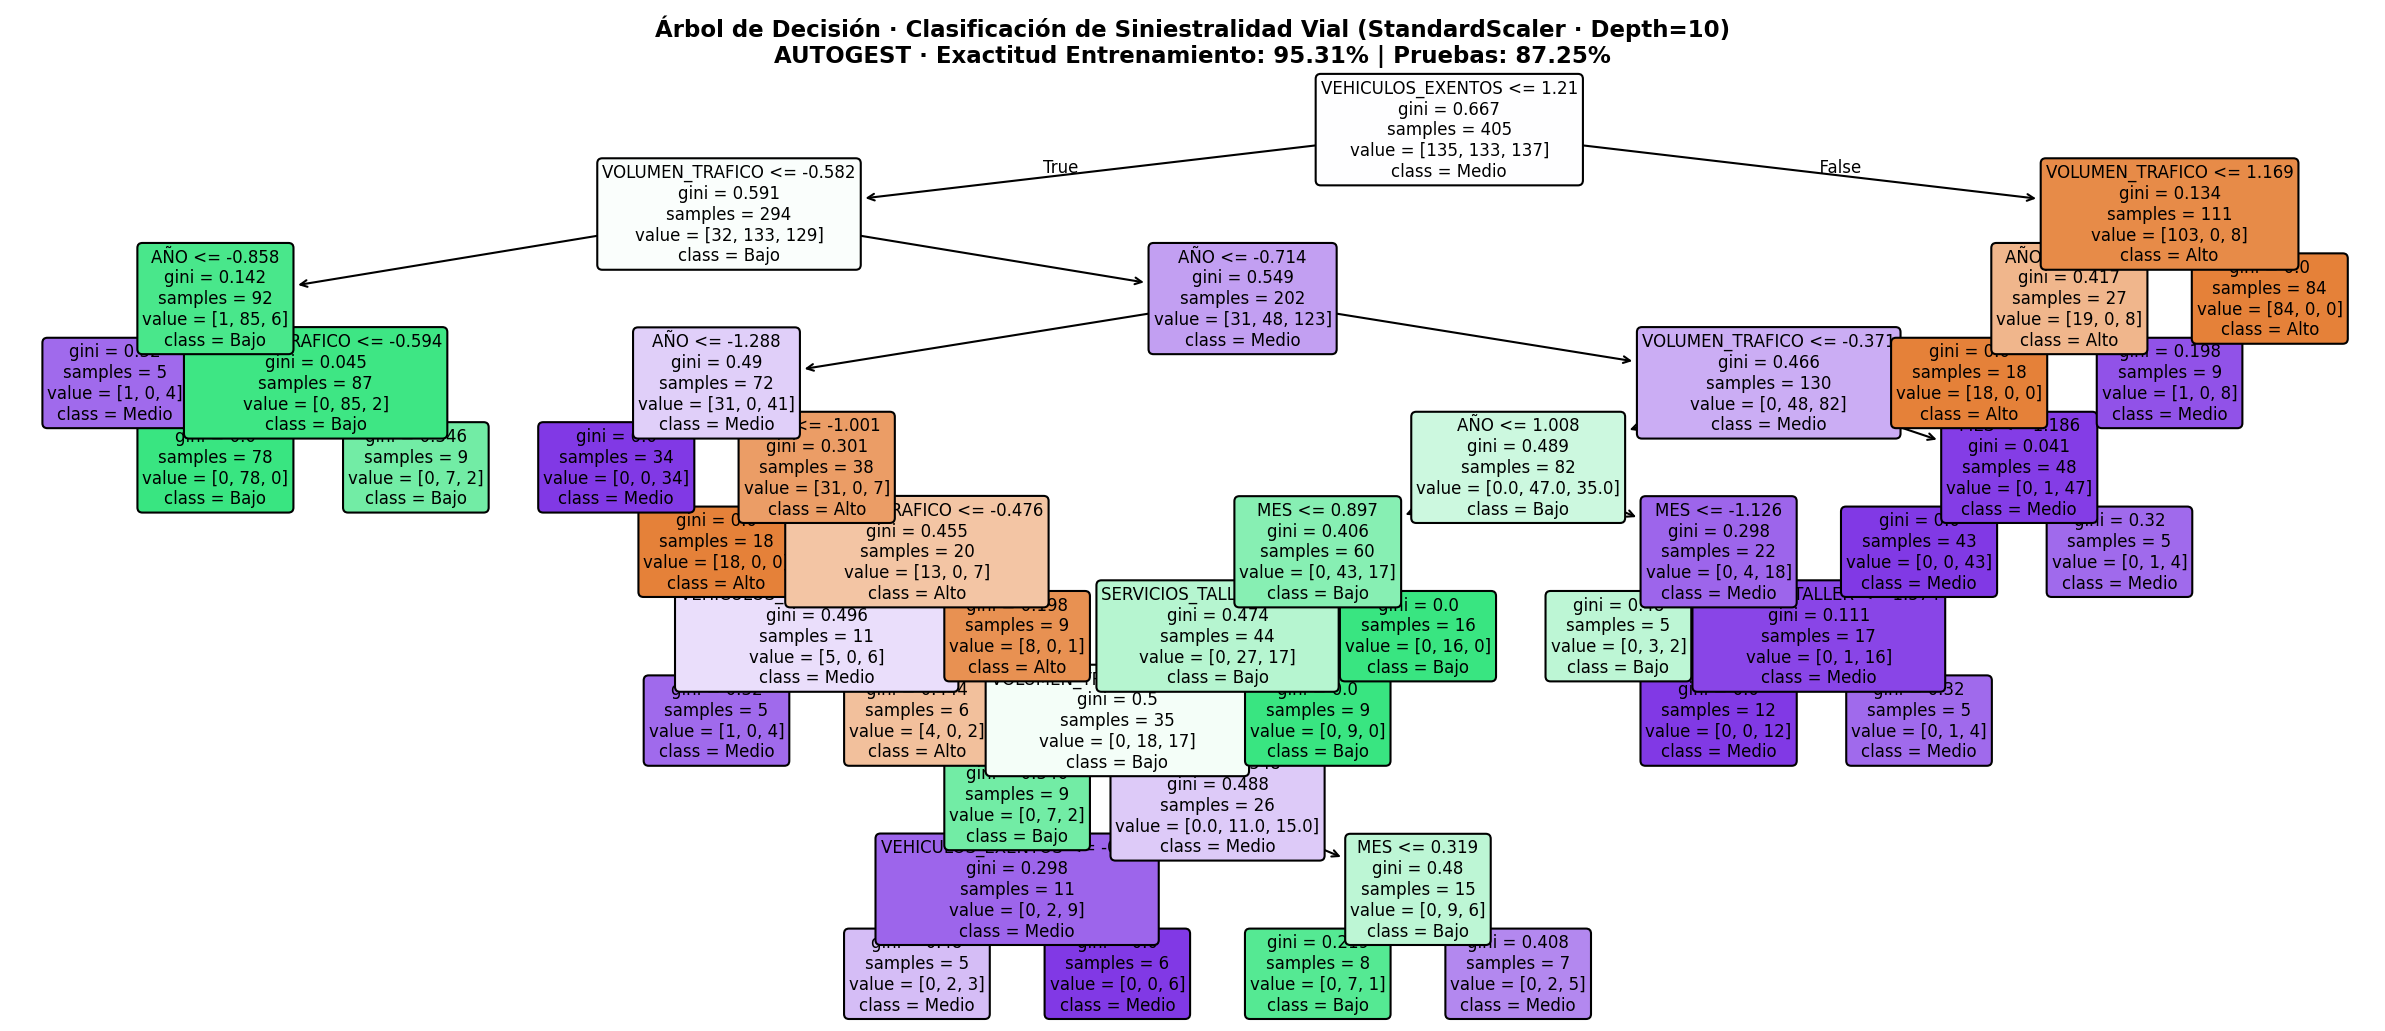 Árbol de Decisión · Clasificación de Siniestralidad Vial (StandardScaler · Depth=10)
AUTOGEST · Exactitud Entrenamiento: 95.31% | Pruebas: 87.25%
VEHICULOS_EXENTOS <= 1.21
gini = 0.667
samples = 405
value = [135, 133, 137]
class = Medio
True
False
VOLUMEN_TRAFICO <= -0.582
gini = 0.591
samples = 294
value = [32, 133, 129]
class = Bajo
VOLUMEN_TRAFICO <= 1.169
gini = 0.134
samples = 111
value = [103, 0, 8]
class = Alto
AÑO <= -0.858
gini = 0.142
samples = 92
value = [1, 85, 6]
class = Bajo
AÑO <= -0.714
gini = 0.549
samples = 202
value = [31, 48, 123]
class = Medio
AÑO
gini = 0.417
samples = 27
value = [19, 0, 8]
class = Alto
samples = 84
value = [84, 0, 0]
class = Alto
samples = 5
value = [1, 0, 4]
class = Medio
<= -0.594
gini = 0.045
samples = 87
value = [0, 85, 2]
class = Bajo
AÑO <= -1.288
gini = 0.49
samples = 72
value = [31, 0, 41]
class = Medio
VOLUMEN_TRAFICO <= -0.371
gini = 0.466
samples = 130
value = [0, 48, 82]
class = Medio
samples = 18
value = [18, 0, 0]
class = Alto
gini = 0.198
samples = 9
value = [1, 0, 8]
class = Medio
samples = 78
value = [0, 78, 0]
class = Bajo
samples = 9
value = [0, 7, 2]
class = Bajo
samples = 34
value = [0, 0, 34]
class = Medio
<= -1.001
gini = 0.301
samples = 38
value = [31, 0, 7]
class = Alto
AÑO <= 1.008
gini = 0.489
samples = 82
value = [0.0, 47.0, 35.0]
class = Bajo
gini = 0.041
samples = 48
value = [0, 1, 47]
class = Medio
samples = 18
value = [18, 0, 0
class = Alto
<= -0.476
gini = 0.455
samples = 20
value = [13, 0, 7]
class = Alto
MES <= 0.897
gini = 0.406
samples = 60
value = [0, 43, 17]
class = Bajo
MES <= -1.126
gini = 0.298
samples = 22
value = [0, 4, 18]
class = Medio
samples = 43
value = [0, 0, 43]
class = Medio
gini = 0.32
samples = 5
value = [0, 1, 4]
class = Medio
gini = 0.496
samples = 11
value = [5, 0, 6]
class = Medio
samples = 9
value = [8, 0, 1]
class = Alto
gini = 0.474
samples = 44
value = [0, 27, 17]
class = Bajo
gini = 0.0
samples = 16
value = [0, 16, 0]
class = Bajo
samples = 5
value = [0, 3, 2]
class = Bajo
gini = 0.111
samples = 17
value = [0, 1, 16]
class = Medio
samples = 5
value = [1, 0, 4]
class = Medio
samples = 6
value = [4, 0, 2]
class = Alto
gini = 0.5
samples = 35
value = [0, 18, 17]
class = Bajo
samples = 9
value = [0, 9, 0]
class = Bajo
samples = 12
value = [0, 0, 12]
class = Medio
samples = 5
value = [0, 1, 4]
class = Medio
samples = 9
value = [0, 7, 2]
class = Bajo
gini = 0.488
samples = 26
value = [0.0, 11.0, 15.0]
class = Medio
gini = 0.298
samples = 11
value = [0, 2, 9]
class = Medio
MES <= 0.319
gini = 0.48
samples = 15
value = [0, 9, 6]
class = Bajo
samples = 5
value = [0, 2, 3]
class = Medio
samples = 6
value = [0, 0, 6]
class = Medio
samples = 8
value = [0, 7, 1]
class = Bajo
gini = 0.408
samples = 7
value = [0, 2, 5]
class = Medio